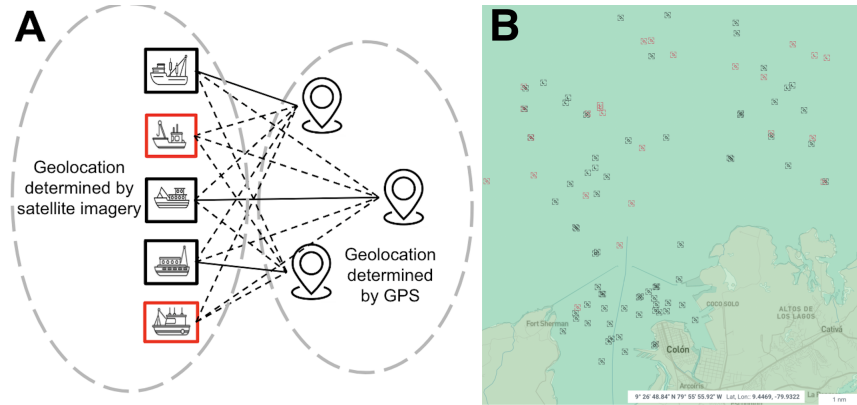 A
Geolocation
determined by
satellite imagery
Geolocation
determined
by GPS
B
COCO SOLO
ALTOS DE
LOS LAGOS
Fort Sherman
Cativá
Colón
Arcoiris
9° 26' 48.84" N 79° 55' 55.92" W Lat, Lon: 9.4469, -79.9322
1 nm